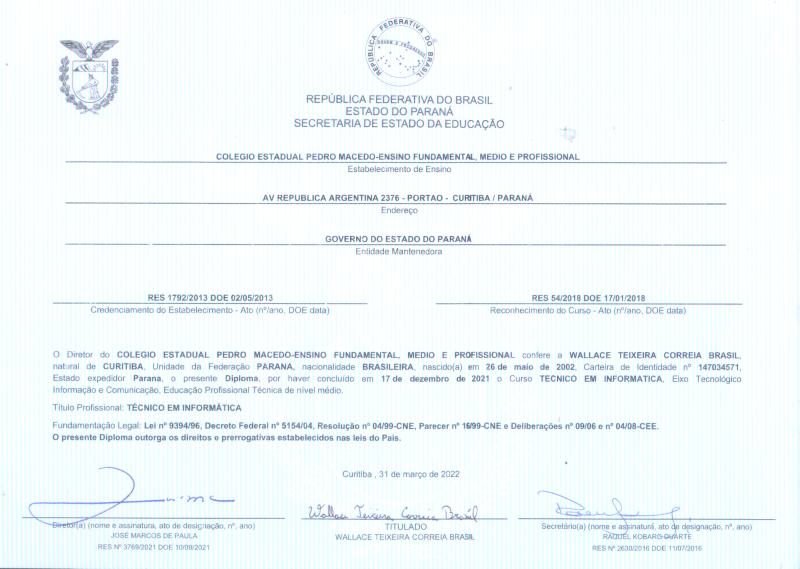 REPÚBLICA FEDERATIVA DO BRASIL
ORDEM E PROGRESSO
REPÚBLICA FEDERATIVA DO BRASIL
ESTADO DO PARANÁ
SECRETARIA DE ESTADO DA EDUCAÇÃO
COLEGIO ESTADUAL PEDRO MACEDO-ENSINO FUNDAMENTAL, MEDIO E PROFISSIONAL
Estabelecimento de Ensino
AV REPUBLICA ARGENTINA 2376 - PORTAO - CURITIBA / PARANÁ
Endereço
GOVERNO DO ESTADO DO PARANÁ
Entidade Mantenedora
RES 1792/2013 DOE 02/05/2013
Credenciamento do Estabelecimento - Ato (nº/ano, DOE data)
RES 54/2018 DOE 17/01/2018
Reconhecimento do Curso - Ato (nº/ano, DOE data)
O Diretor do COLEGIO ESTADUAL PEDRO MACEDO-ENSINO FUNDAMENTAL, MEDIO E PROFISSIONAL confere a WALLACE TEIXEIRA CORREIA BRASIL,
natural de CURITIBA, Unidade da Federação PARANA, nacionalidade BRASILEIRA, nascido(a) em 26 de maio de 2002, Carteira de Identidade nº 147034571,
Estado expedidor Parana, o presente Diploma, por haver concluído em 17 de dezembro de 2021 o Curso TECNICO EM INFORMATICA, Eixo Tecnológico
Informação e Comunicação, Educação Profissional Técnica de nível médio.
Título Profissional: TÉCNICO EM INFORMÁTICA
Fundamentação Legal: Lei nº 9394/96, Decreto Federal nº 5154/04, Resolução nº 04/99-CNE, Parecer nº 16/99-CNE e Deliberações nº 09/06 e nº 04/08-CEE.
O presente Diploma outorga os direitos e prerrogativas estabelecidos nas leis do País.
Curitiba , 31 de março de 2022
Wallace Teixeira Correia Brasil
Diretor(a) (nome e assinatura, ato de designação, nº, ano)
JOSÉ MARCOS DE PAULA
RES Nº 3769/2021 DOE 10/99/2021
TITULADO
WALLACE TEIXEIRA CORREIA BRASIL
Secretário(a) (nome e assinatura, ato de designação, nº, ano)
RAQUEL KOBARG DUARTE
RES Nº 2630/2016 DOE 11/07/2016